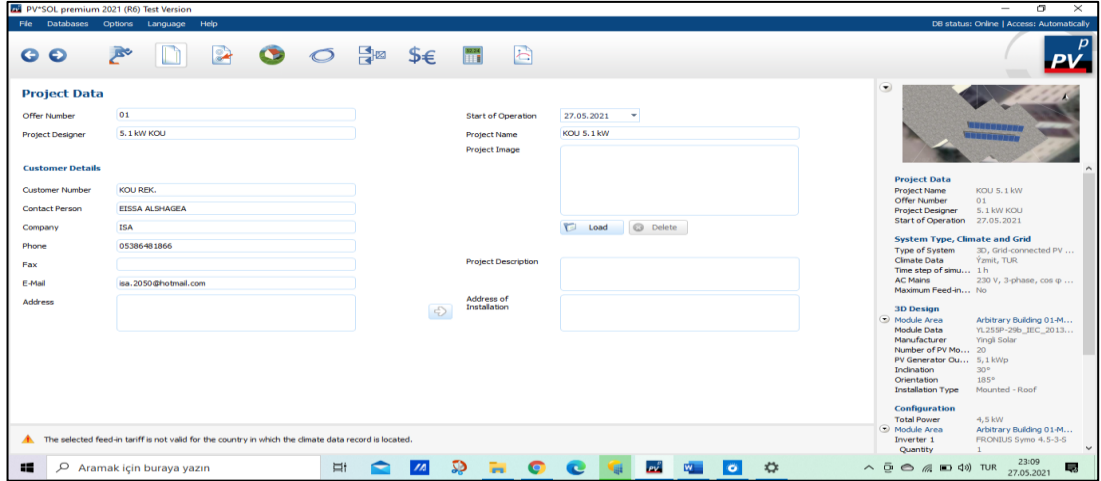 PV*SOL premium 2021 (R6) Test Version
File Databases Options Language Help
DB status: Online | Access: Automatically
$€
p
PV
Project Data
Offer Number 01
Start of Operation 27.05.2021
Project Designer 5.1 kW KOU
Project Name KOU 5.1 kW
Project Image
Customer Details
Customer Number KOU REK.
Contact Person EISSA ALSHAGEA
Company ISA
Load Delete
Phone 05386481866
Fax
Project Description
E-Mail isa.2050@hotmail.com
Address
Address of
Installation
Project Data
Project Name KOU 5.1 kW
Offer Number 01
Project Designer 5.1 kW KOU
Start of Operation 27.05.2021
System Type, Climate and Grid
Type of System 3D, Grid-connected PV ...
Climate Data Ýzmit, TUR
Time step of simu... 1 h
AC Mains 230 V, 3-phase, cos φ ...
Maximum Feed-in... No
3D Design
Module Area Arbitrary Building 01-M...
Module Data YL255P-29b_IEC_2013...
Manufacturer Yingli Solar
Number of PV Mo... 20
PV Generator Ou... 5,1 kWp
Inclination 30°
Orientation 185°
Installation Type Mounted - Roof
Configuration
Total Power 4,5 kW
Module Area Arbitrary Building 01-M...
Inverter 1 FRONIUS Symo 4.5-3-S
Quantity 1
The selected feed-in tariff is not valid for the country in which the climate data record is located.
Aramak için buraya yazın
TUR
23:09
27.05.2021